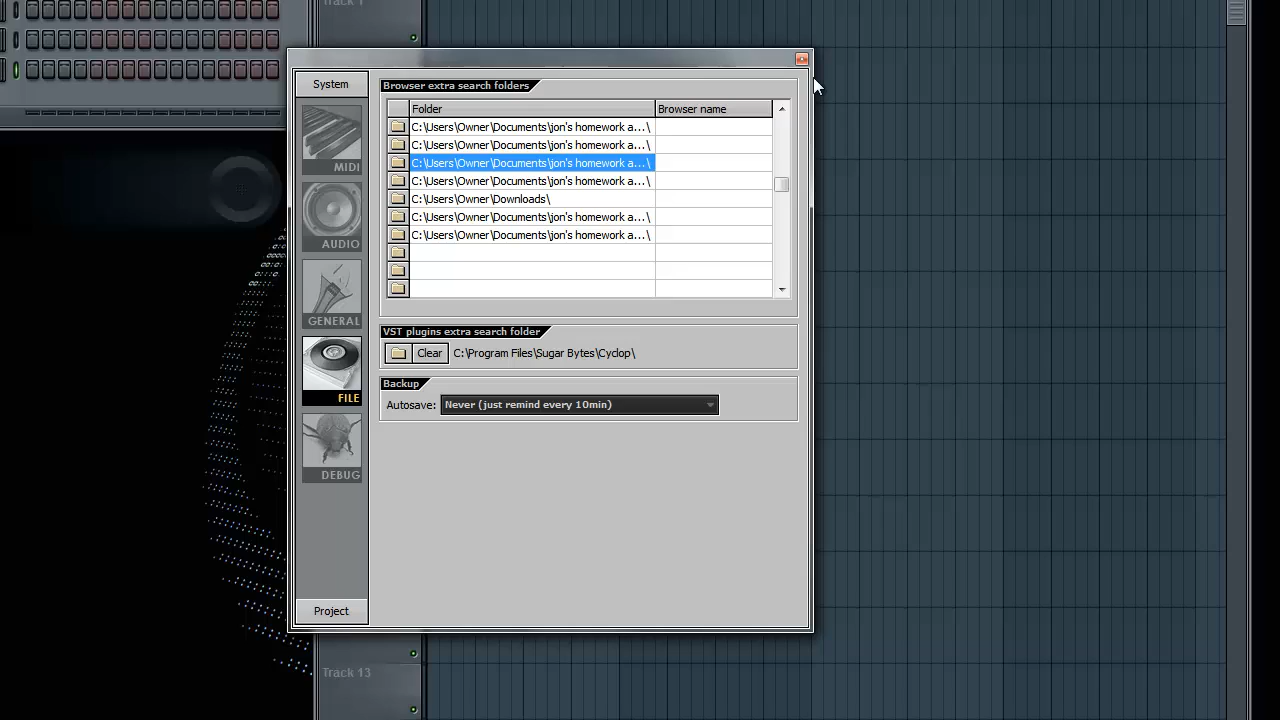 Track 1
System
MIDI
AUDIO
GENERAL
FILE
DEBUG
Project
Browser extra search folders
Folder Browser name
C:\Users\Owner\Documents\jon's homework a...\
C:\Users\Owner\Documents\jon's homework a...\
C:\Users\Owner\Documents\jon's homework a...\
C:\Users\Owner\Documents\jon's homework a...\
C:\Users\Owner\Downloads\
C:\Users\Owner\Documents\jon's homework a...\
C:\Users\Owner\Documents\jon's homework a...\
VST plugins extra search folder
Clear C:\Program Files\Sugar Bytes\Cyclop\
Backup
Autosave: Never (just remind every 10min)
Track 13